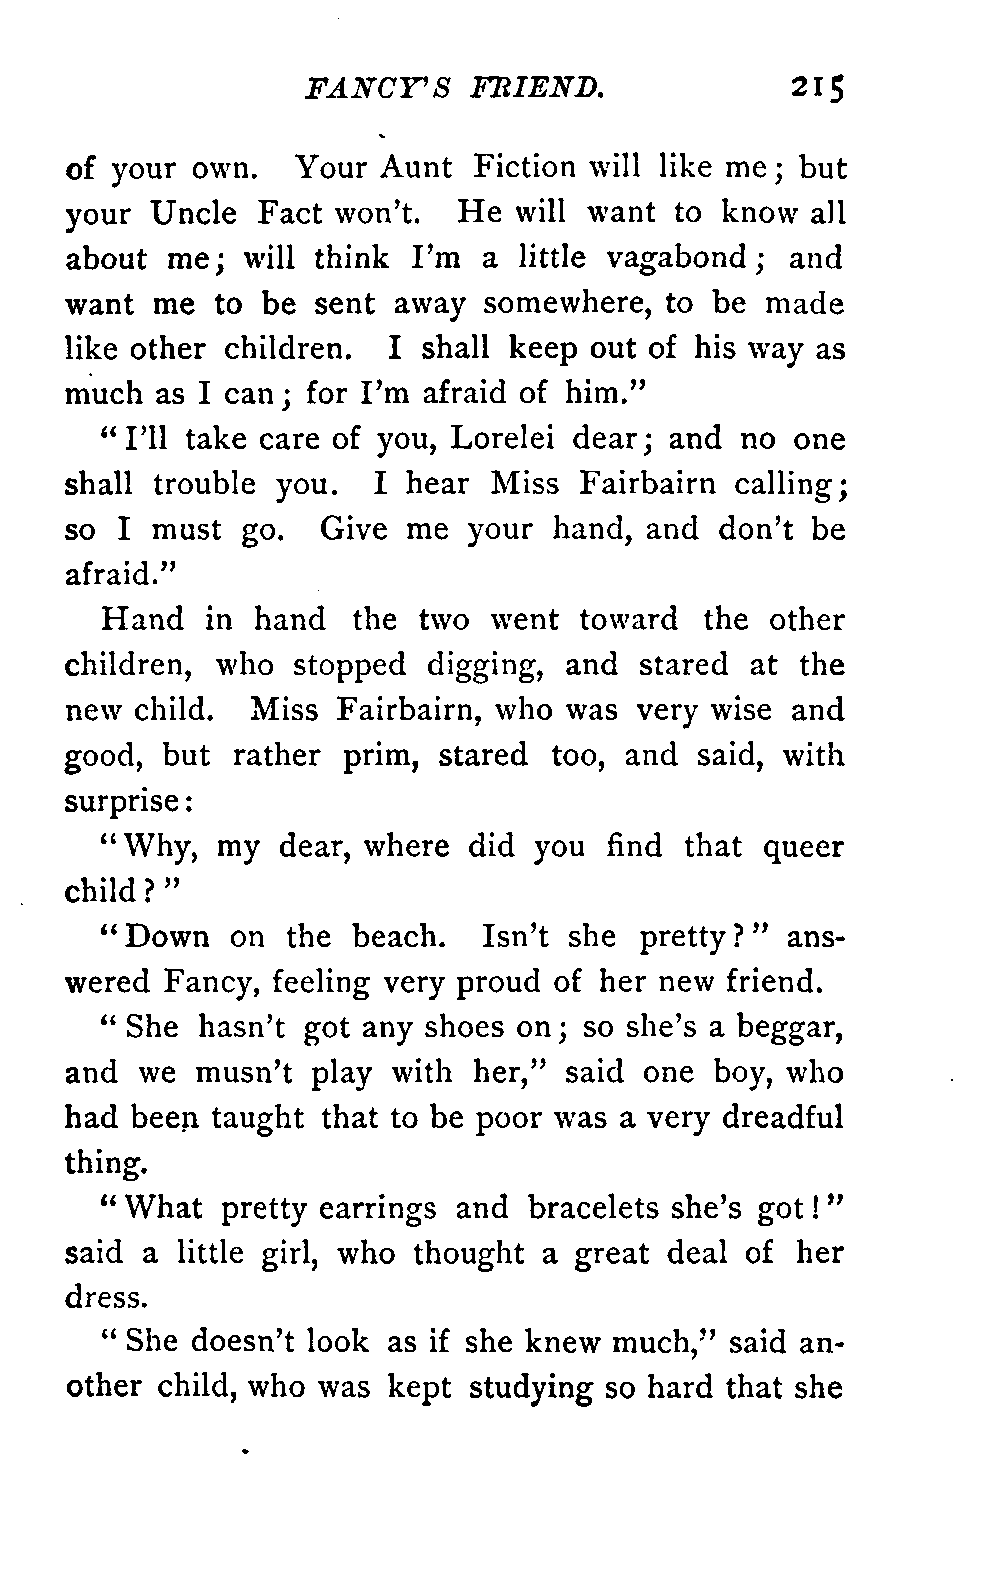 FANCY'S FRIEND. 215
of your own. Your Aunt Fiction will like me; but
your Uncle Fact won't. He will want to know all
about me; will think I'm a little vagabond; and
want me to be sent away somewhere, to be made
like other children. I shall keep out of his way as
much as I can; for I'm afraid of him."
"I'll take care of you, Lorelei dear; and no one
shall trouble you. I hear Miss Fairbairn calling;
so I must go. Give me your hand, and don't be
afraid."
Hand in hand the two went toward the other
children, who stopped digging, and stared at the
new child. Miss Fairbairn, who was very wise and
good, but rather prim, stared too, and said, with
surprise:
"Why, my dear, where did you find that queer
child?"
"Down on the beach. Isn't she pretty?" ans-
wered Fancy, feeling very proud of her new friend.
"She hasn't got any shoes on; so she's a beggar,
and we musn't play with her," said one boy, who
had been taught that to be poor was a very dreadful
thing.
"What pretty earrings and bracelets she's got!"
said a little girl, who thought a great deal of her
dress.
"She doesn't look as if she knew much," said an-
other child, who was kept studying so hard that she